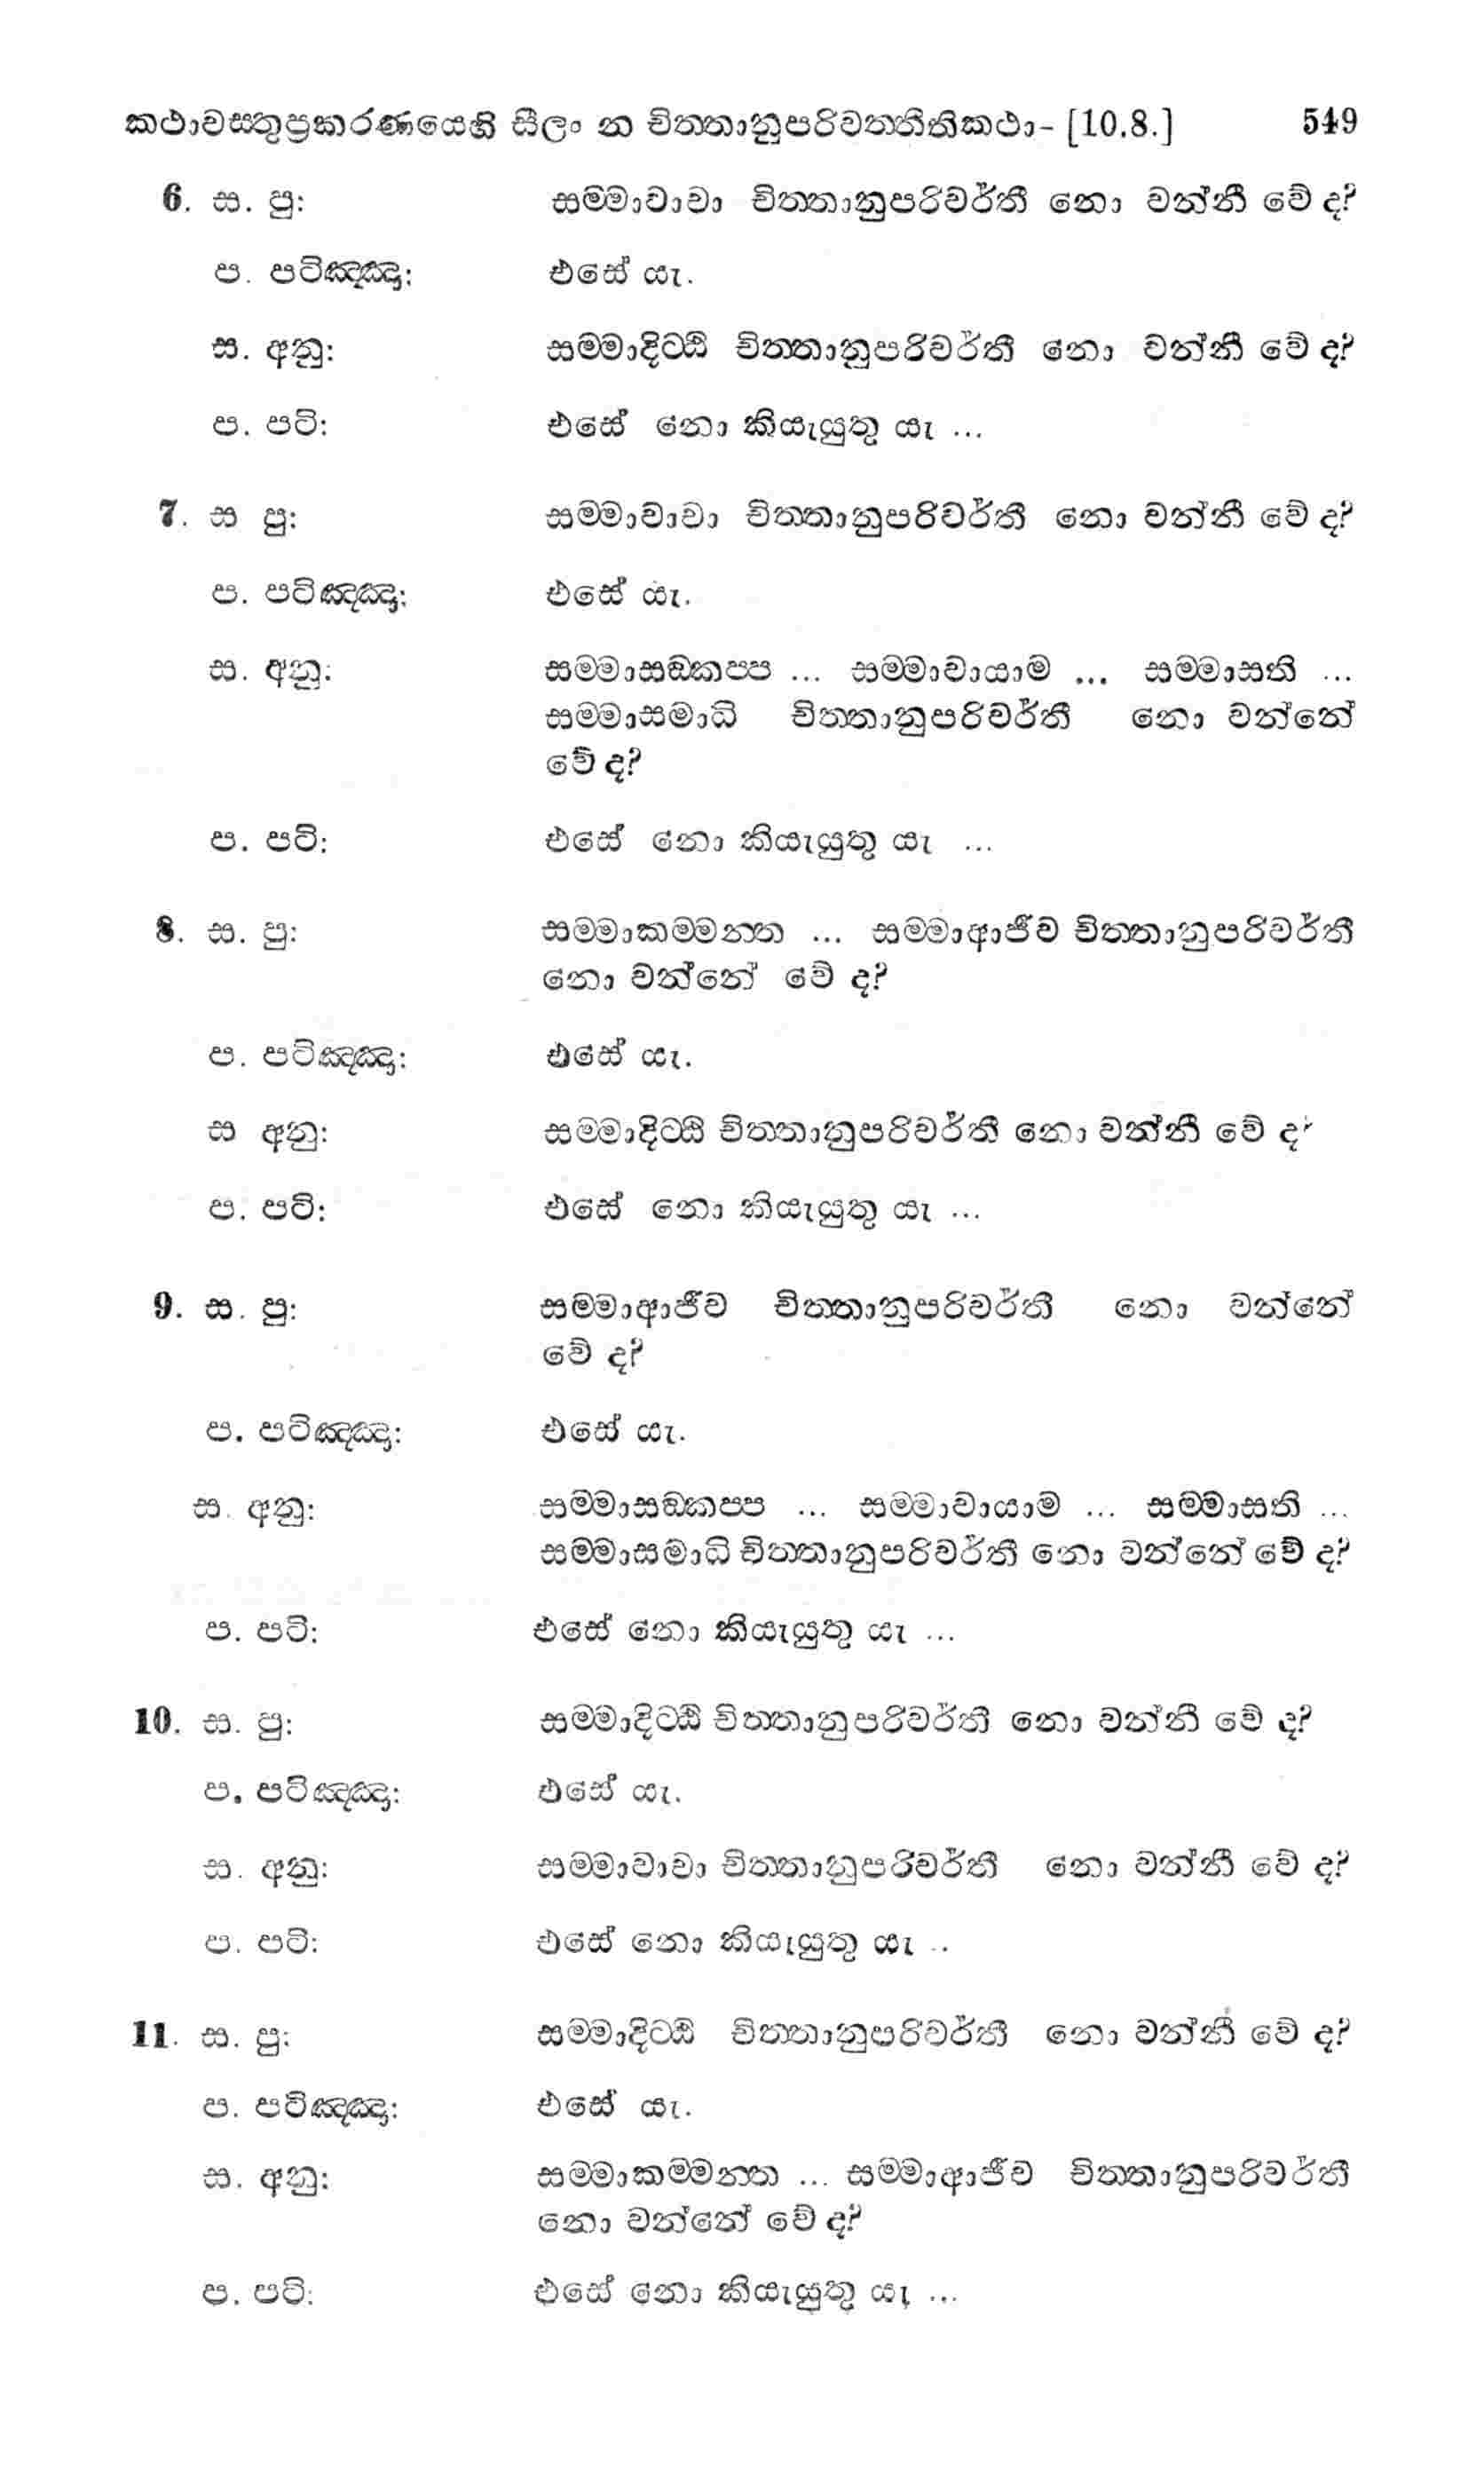 කථාවස්තුප්‍රකරණයෙහි සීලං න චිත්තානුපරිවත්තීතිකථා- [10.8.] 549
6. ස. පු: සම්මාවාචා චිත්තානුපරිවර්තී නො වන්නී වේ ද?
ප. පටිඤ්ඤා: එසේ යැ.
ස. අනු: සම්මාදිට්ඨි චිත්තානුපරිවර්තී නො වන්නී වේ ද?
ප. පටි: එසේ නො කියැයුතු යැ ...
7. ස පු: සම්මාවාචා චිත්තානුපරිවර්තී නො වන්නී වේ ද?
ප. පටිඤ්ඤා: එසේ යැ.
ස. අනු: සම්මාසඞ්කප්ප ... සම්මාවායාම ... සම්මාසති ...
සම්මාසමාධි චිත්තානුපරිවර්තී නො වන්නේ
වේ ද?
ප. පටි: එසේ නො කියැයුතු යැ ...
8. ස. පු: සම්මාකම්මන්ත ... සම්මාආජීව චිත්තානුපරිවර්තී
නො වන්නේ වේ ද?
ප. පටිඤ්ඤා: එසේ යැ.
ස අනු: සම්මාදිට්ඨි චිත්තානුපරිවර්තී නො වන්නී වේ ද?
ප. පටි: එසේ නො කියැයුතු යැ ...
9. ස. පු: සම්මාආජීව චිත්තානුපරිවර්තී නො වන්නේ
වේ ද?
ප. පටිඤ්ඤා: එසේ යැ.
ස. අනු: සම්මාසඞ්කප්ප ... සම්මාවායාම ... සම්මාසති ...
සම්මාසමාධි චිත්තානුපරිවර්තී නො වන්නේ වේ ද?
ප. පටි: එසේ නො කියැයුතු යැ ...
10. ස. පු: සම්මාදිට්ඨි චිත්තානුපරිවර්තී නො වන්නී වේ ද?
ප. පටිඤ්ඤා: එසේ යැ.
ස. අනු: සම්මාවාචා චිත්තානුපරිවර්තී නො වන්නී වේ ද?
ප. පටි: එසේ නො කියැයුතු යැ ..
11. ස. පු: සම්මාදිට්ඨි චිත්තානුපරිවර්තී නො වන්නී වේ ද?
ප. පටිඤ්ඤා: එසේ යැ.
ස. අනු: සම්මාකම්මන්ත ... සම්මාආජීව චිත්තානුපරිවර්තී
නො වන්නේ වේ ද?
ප. පටි: එසේ නො කියැයුතු යැ ...